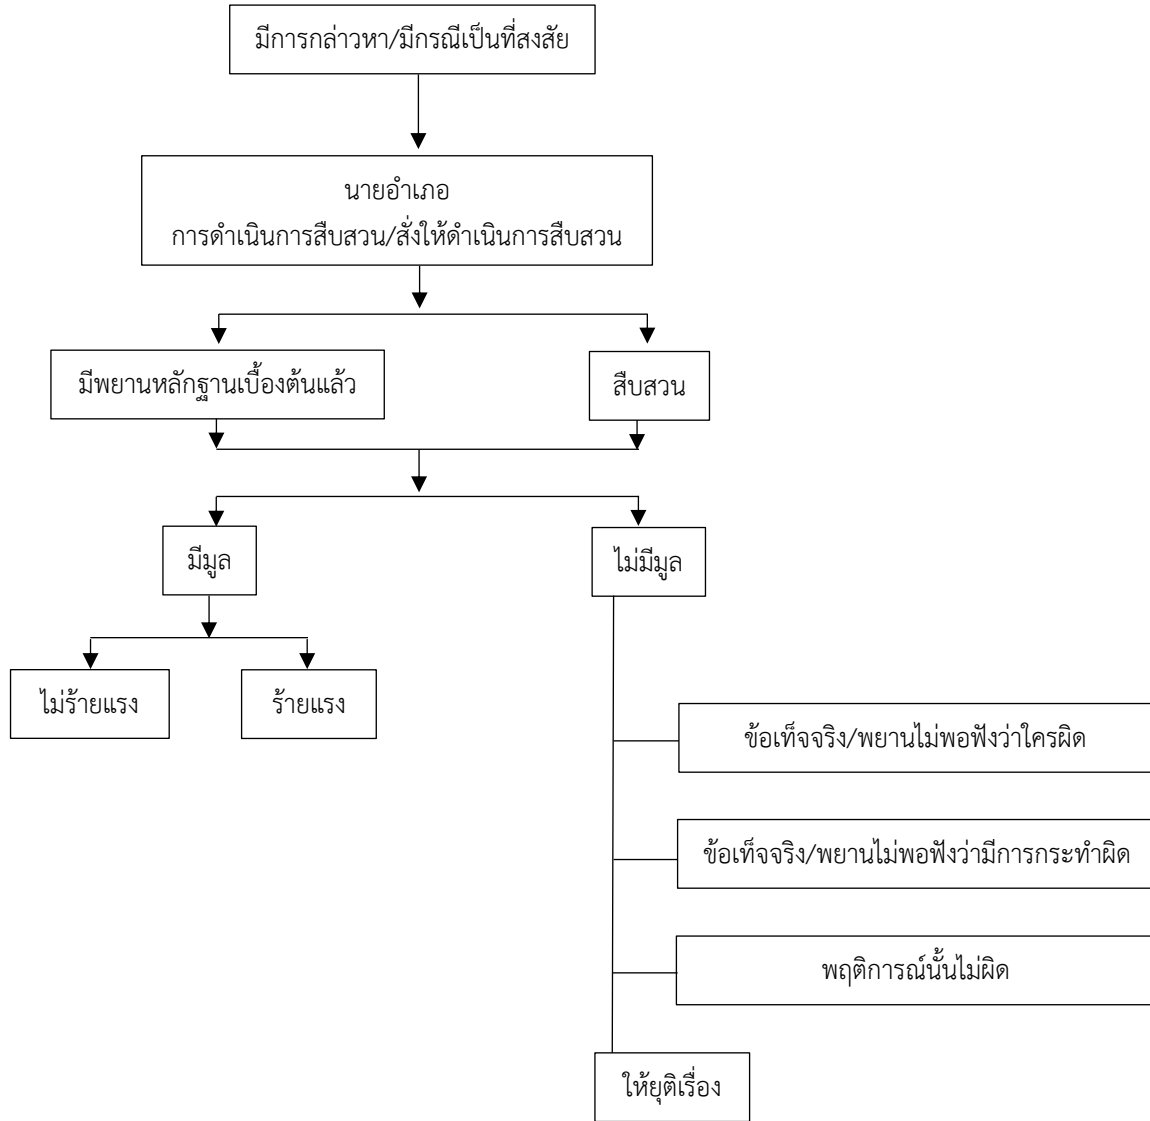 มีการกล่าวหา/มีกรณีเป็นที่สงสัย
นายอำเภอ
การดำเนินการสืบสวน/สั่งให้ดำเนินการสืบสวน
มีพยานหลักฐานเบื้องต้นแล้ว
สืบสวน
มีมูล
ไม่มีมูล
ไม่ร้ายแรง
ร้ายแรง
ข้อเท็จจริง/พยานไม่พอฟังว่าใครผิด
ข้อเท็จจริง/พยานไม่พอฟังว่ามีการกระทำผิด
พฤติการณ์นั้นไม่ผิด
ให้ยุติเรื่อง